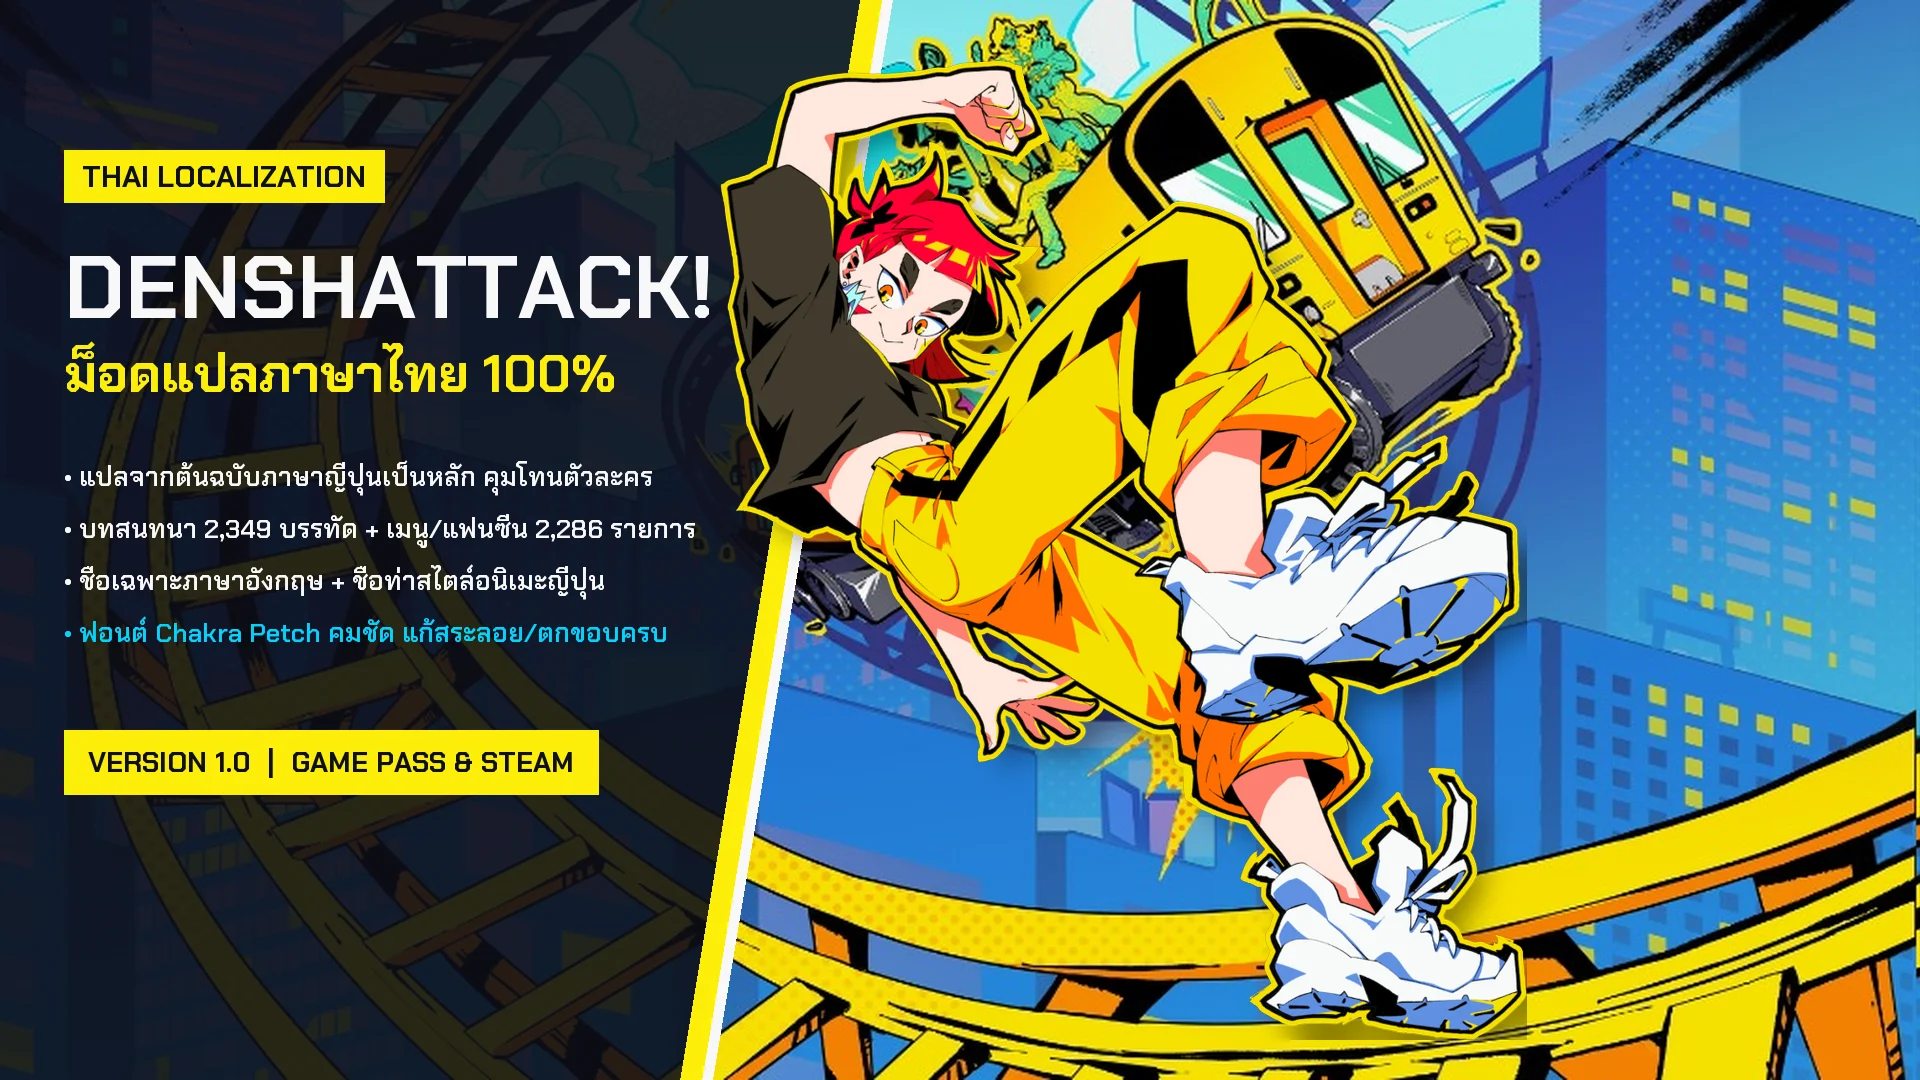 THAI LOCALIZATION
DENSHATTACK!
ม็อดแปลภาษาไทย 100%
• แปลจากต้นฉบับภาษาญี่ปุ่นเป็นหลัก คุมโทนตัวละคร
• บทสนทนา 2,349 บรรทัด + เมนู/แฟนซีน 2,286 รายการ
• ชื่อเฉพาะภาษาอังกฤษ + ชื่อท่าสไตล์อนิเมะญี่ปุ่น
• ฟอนต์ Chakra Petch คมชัด แก้สระลอย/ตกขอบครบ
VERSION 1.0 | GAME PASS & STEAM